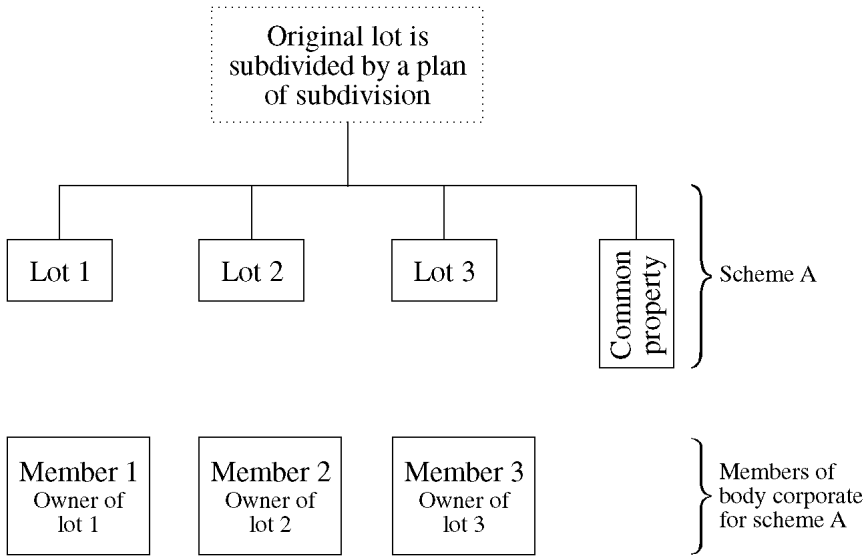 Original lot is
subdivided by a plan
of subdivision
Lot 1
Lot 2
Lot 3
Common
property
Scheme A
Member 1
Owner of
lot 1
Member 2
Owner of
lot 2
Member 3
Owner of
lot 3
Members of
body corporate
for scheme A